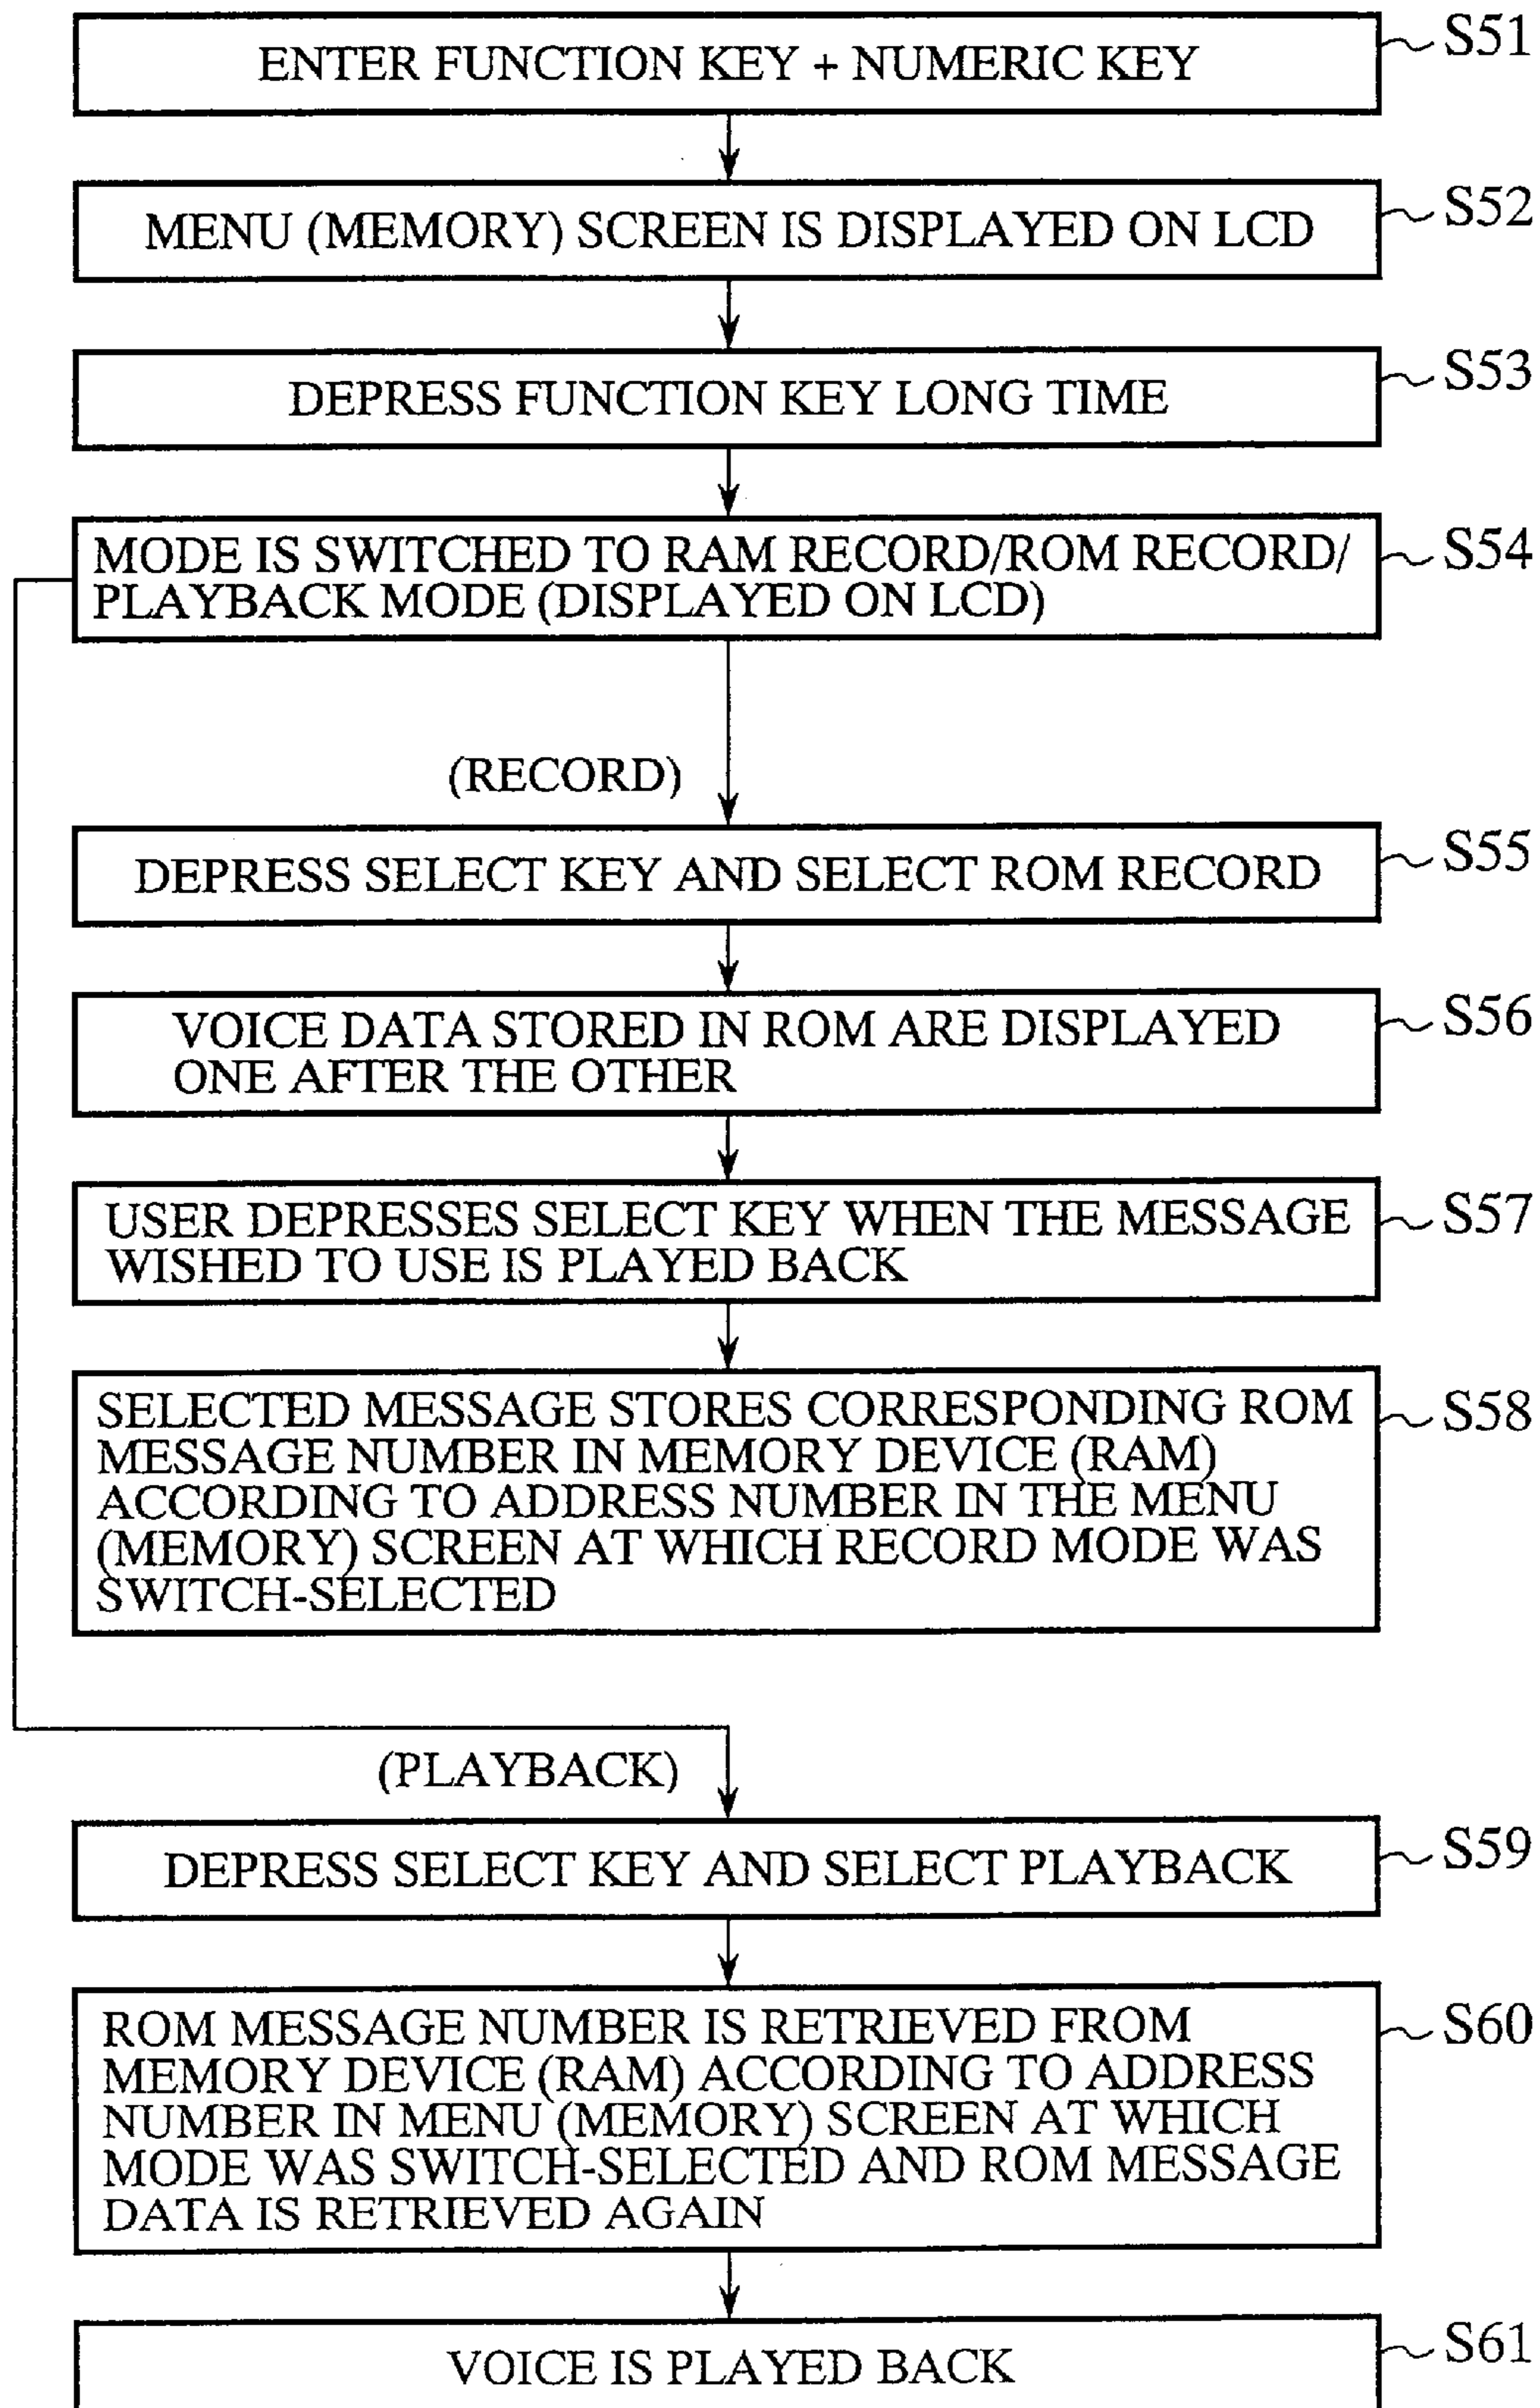 ENTER FUNCTION KEY + NUMERIC KEY
S51
MENU (MEMORY) SCREEN IS DISPLAYED ON LCD
S52
DEPRESS FUNCTION KEY LONG TIME
S53
MODE IS SWITCHED TO RAM RECORD/ROM RECORD/
PLAYBACK MODE (DISPLAYED ON LCD)
S54
(RECORD)
DEPRESS SELECT KEY AND SELECT ROM RECORD
S55
VOICE DATA STORED IN ROM ARE DISPLAYED
ONE AFTER THE OTHER
S56
USER DEPRESSES SELECT KEY WHEN THE MESSAGE
WISHED TO USE IS PLAYED BACK
S57
SELECTED MESSAGE STORES CORRESPONDING ROM
MESSAGE NUMBER IN MEMORY DEVICE (RAM)
ACCORDING TO ADDRESS NUMBER IN THE MENU
(MEMORY) SCREEN AT WHICH RECORD MODE WAS
SWITCH-SELECTED
S58
(PLAYBACK)
DEPRESS SELECT KEY AND SELECT PLAYBACK
S59
ROM MESSAGE NUMBER IS RETRIEVED FROM
MEMORY DEVICE (RAM) ACCORDING TO ADDRESS
NUMBER IN MENU (MEMORY) SCREEN AT WHICH
MODE WAS SWITCH-SELECTED AND ROM MESSAGE
DATA IS RETRIEVED AGAIN
S60
VOICE IS PLAYED BACK
S61